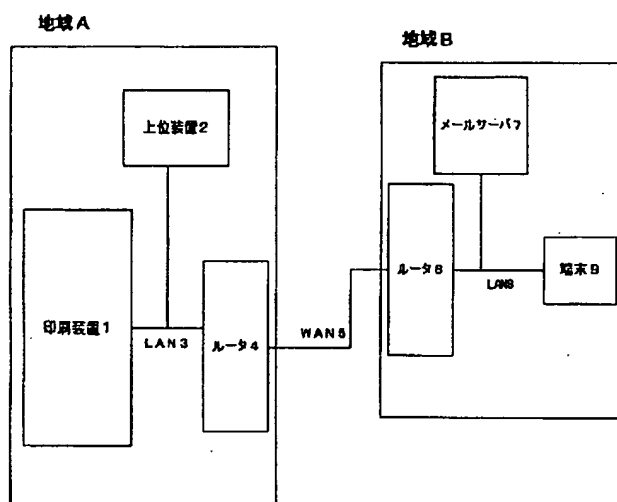 地域A
地域B
上位装置2
メールサーバ7
印刷装置1
LAN3
ルータ4
WAN5
ルータ6
LAN8
端末9